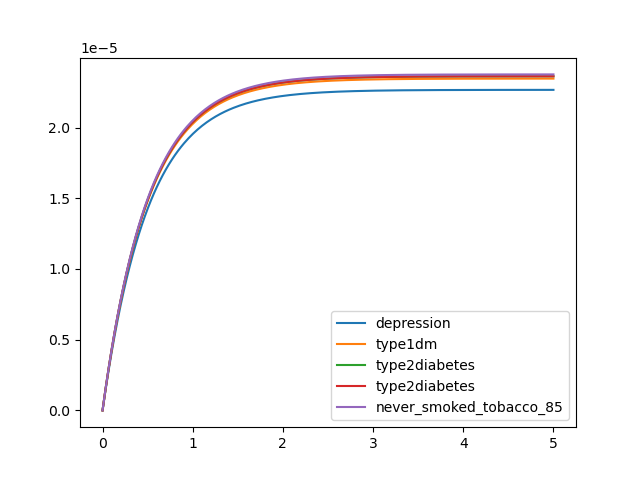 1e−5
2.0
1.5
1.0
0.5
0.0
0 1 2 3 4 5
depression
type1dm
type2diabetes
type2diabetes
never_smoked_tobacco_85